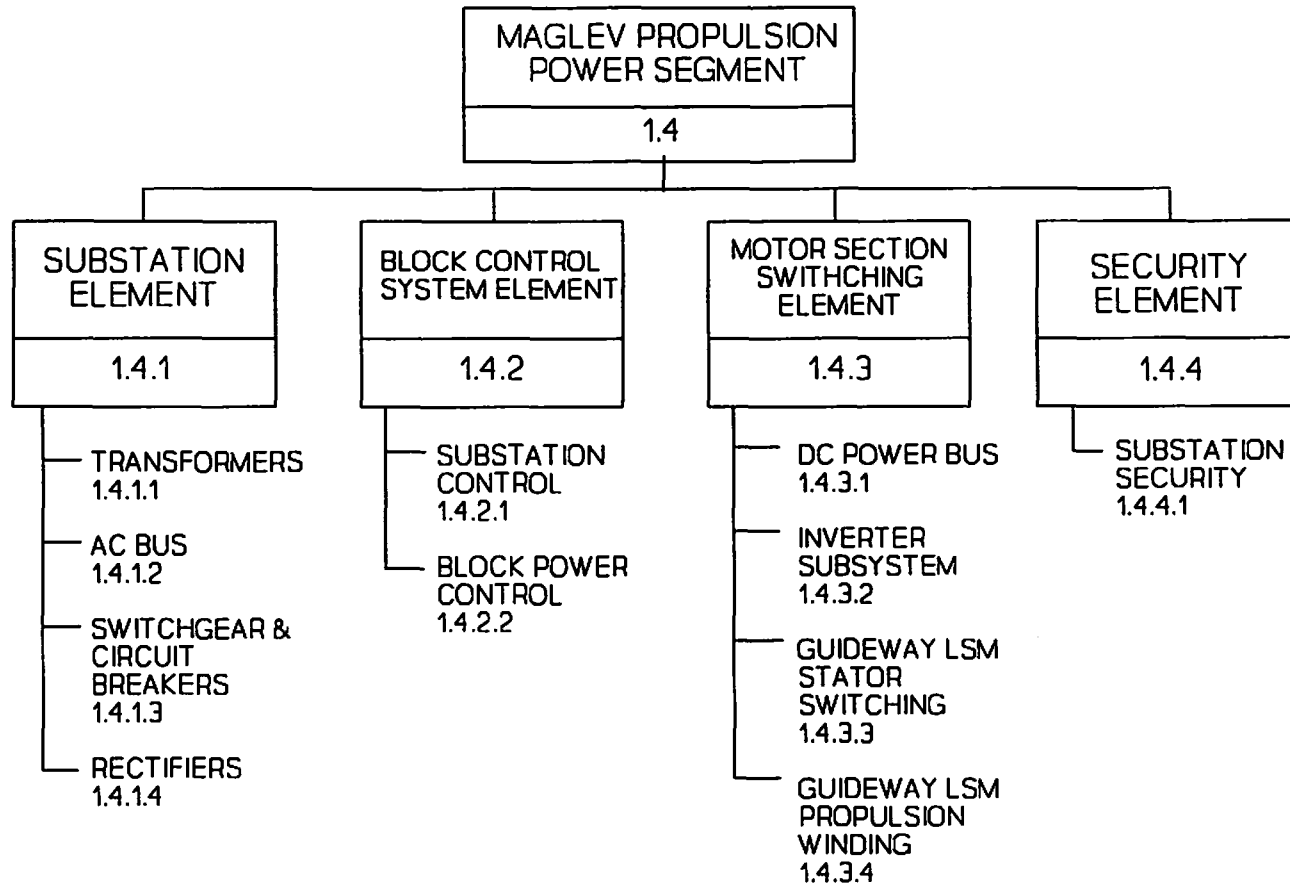 MAGLEV PROPULSION
POWER SEGMENT
1.4
SUBSTATION
ELEMENT
1.4.1
TRANSFORMERS
1.4.1.1
AC BUS
1.4.1.2
SWITCHGEAR &
CIRCUIT
BREAKERS
1.4.1.3
RECTIFIERS
1.4.1.4
BLOCK CONTROL
SYSTEM ELEMENT
1.4.2
SUBSTATION
CONTROL
1.4.2.1
BLOCK POWER
CONTROL
1.4.2.2
MOTOR SECTION
SWITHCHING
ELEMENT
1.4.3
DC POWER BUS
1.4.3.1
INVERTER
SUBSYSTEM
1.4.3.2
GUIDEWAY LSM
STATOR
SWITCHING
1.4.3.3
GUIDEWAY LSM
PROPULSION
WINDING
1.4.3.4
SECURITY
ELEMENT
1.4.4
SUBSTATION
SECURITY
1.4.4.1